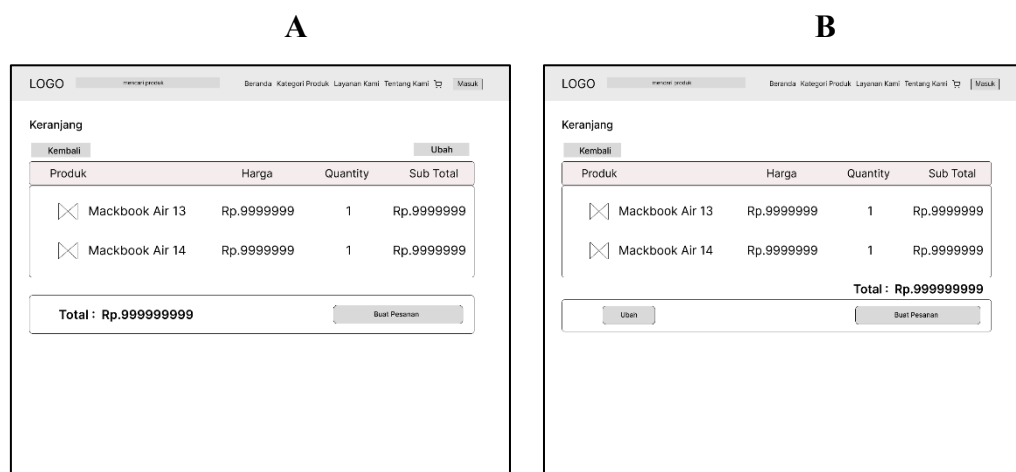 A
LOGO mencari produk Beranda Kategori Produk Layanan Kami Tentang Kami Masuk
Keranjang
Kembali Ubah
Produk Harga Quantity Sub Total
Mackbook Air 13 Rp.9999999 1 Rp.9999999
Mackbook Air 14 Rp.9999999 1 Rp.9999999
Total : Rp.999999999 Buat Pesanan
B
LOGO mencari produk Beranda Kategori Produk Layanan Kami Tentang Kami Masuk
Keranjang
Kembali
Produk Harga Quantity Sub Total
Mackbook Air 13 Rp.9999999 1 Rp.9999999
Mackbook Air 14 Rp.9999999 1 Rp.9999999
Total : Rp.999999999
Ubah Buat Pesanan